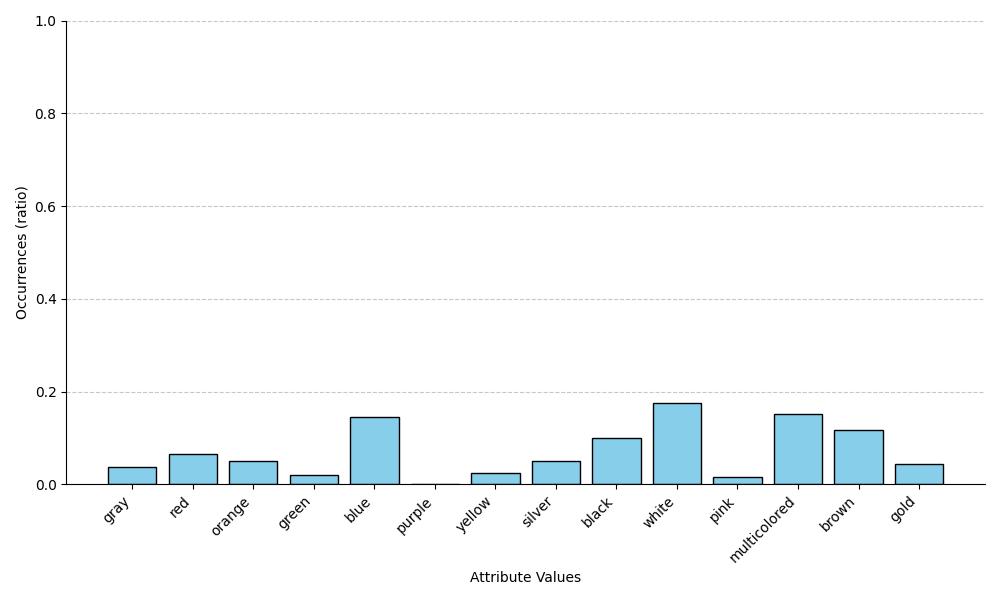 1.0
0.8
0.6
0.4
0.2
0.0
Occurrences (ratio)
gray
red
orange
green
blue
purple
yellow
silver
black
white
pink
multicolored
brown
gold
Attribute Values